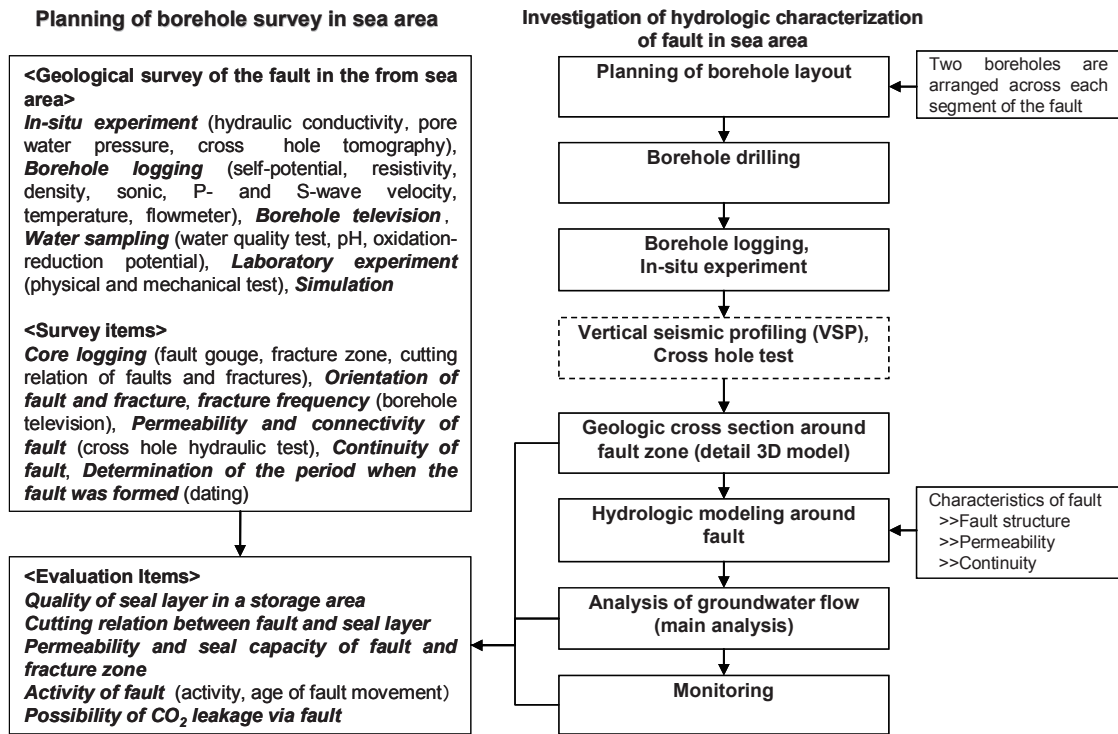 Planning of borehole survey in sea area
<Geological survey of the fault in the from sea
area>
In-situ experiment (hydraulic conductivity, pore
water pressure, cross hole tomography),
Borehole logging (self-potential, resistivity,
density, sonic, P- and S-wave velocity,
temperature, flowmeter), Borehole television,
Water sampling (water quality test, pH, oxidation-
reduction potential), Laboratory experiment
(physical and mechanical test), Simulation
<Survey items>
Core logging (fault gouge, fracture zone, cutting
relation of faults and fractures), Orientation of
fault and fracture, fracture frequency (borehole
television), Permeability and connectivity of
fault (cross hole hydraulic test), Continuity of
fault, Determination of the period when the
fault was formed (dating)
<Evaluation Items>
Quality of seal layer in a storage area
Cutting relation between fault and seal layer
Permeability and seal capacity of fault and
fracture zone
Activity of fault (activity, age of fault movement)
Possibility of CO2 leakage via fault
Investigation of hydrologic characterization
of fault in sea area
Planning of borehole layout
Two boreholes are
arranged across each
segment of the fault
Borehole drilling
Borehole logging,
In-situ experiment
Vertical seismic profiling (VSP),
Cross hole test
Geologic cross section around
fault zone (detail 3D model)
Hydrologic modeling around
fault
Characteristics of fault
>>Fault structure
>>Permeability
>>Continuity
Analysis of groundwater flow
(main analysis)
Monitoring